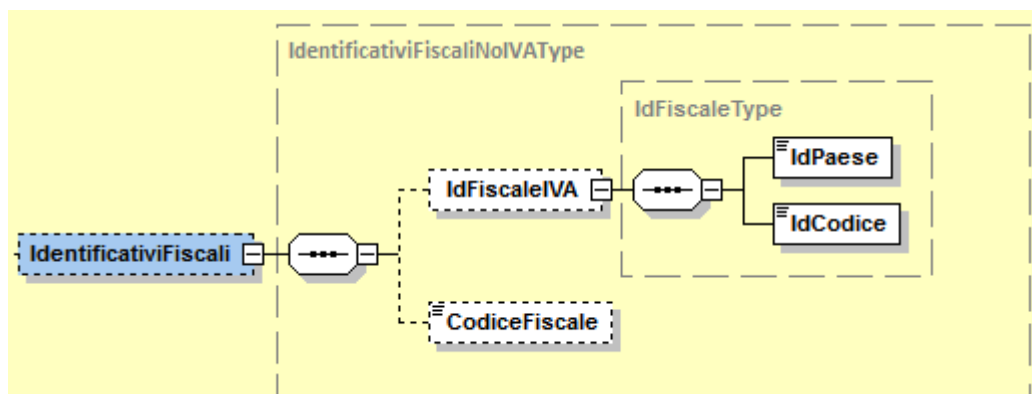 IdentificativiFiscaliNoIVAType
IdFiscaleType
IdPaese
IdFiscaleIVA
IdCodice
IdentificativiFiscali
CodiceFiscale